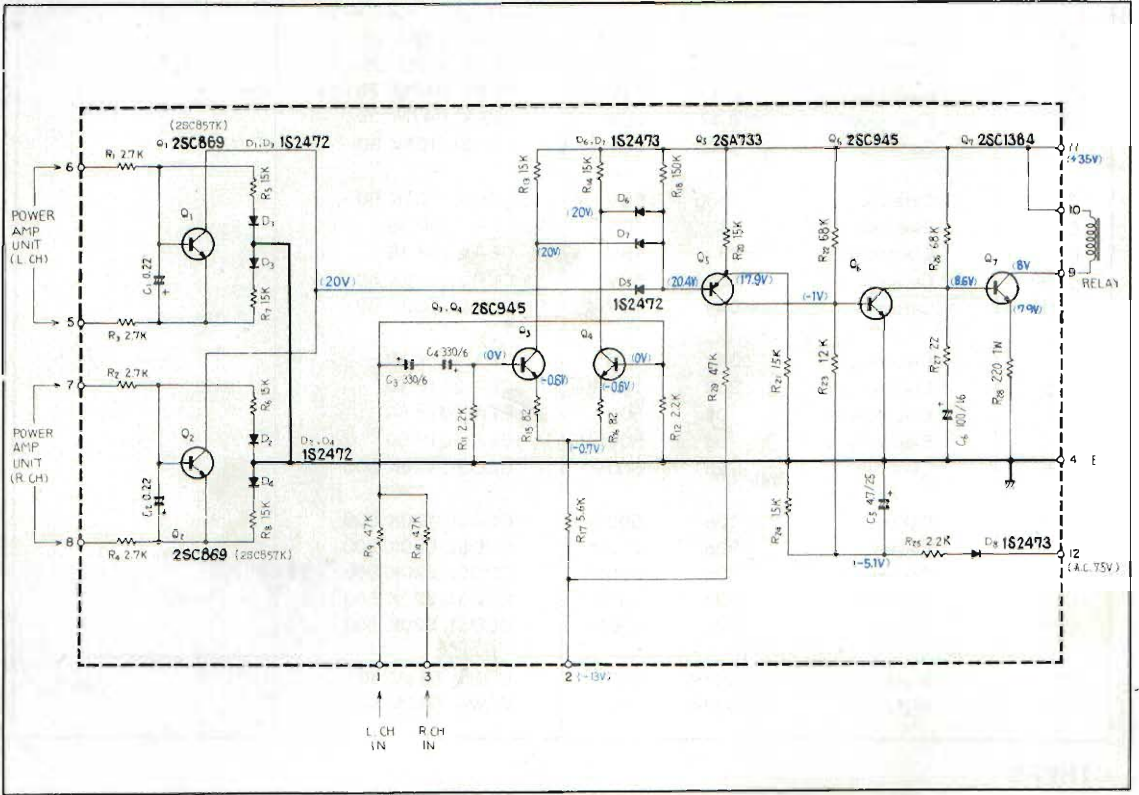 (2SC857K)
Q1 2SC869
D1, D3 1S2472
D6, D7 1S2473
Q5 2SA733
Q6 2SC945
Q7 2SC1384
11
(+35V)
6
R1 2.7K
R5 15K
R13 15K
R14 15K
R18 150K
D6
(20V)
10
POWER
AMP
UNIT
(L.CH)
Q1
D1
D3
D7
(20V)
R20 15K
R22 68K
R26 68K
Q5
Q6
Q7
(8V)
9
RELAY
C1 0.22
R7 15K
(20V)
D5
1S2472
(20.4V)
(17.9V)
(-1V)
(8.6V)
(7.9V)
5
R3 2.7K
Q3, Q4 2SC945
Q3
Q4
C4 330/6
(0V)
(0V)
C3 330/6
R27 22
R28 220 1W
7
R2 2.7K
R6 15K
(-0.6V)
(-0.6V)
R29 47K
R21 15K
R23 12K
R11 2.2K
R15 82
R16 82
R12 2.2K
C6 100/16
POWER
AMP
UNIT
(R.CH)
Q2
D2
D2, D4
1S2472
(-0.7V)
4 E
D4
C2 0.22
R8 15K
R9 47K
R10 47K
R17 5.6K
R24 15K
C5 47/25
R25 2.2K
D8 1S2473
8
R4 2.7K
Q2
2SC869 (2SC857K)
(-5.1V)
12
(A.C.7.5V)
1
3
2 (-13V)
L.CH
IN
R.CH
IN